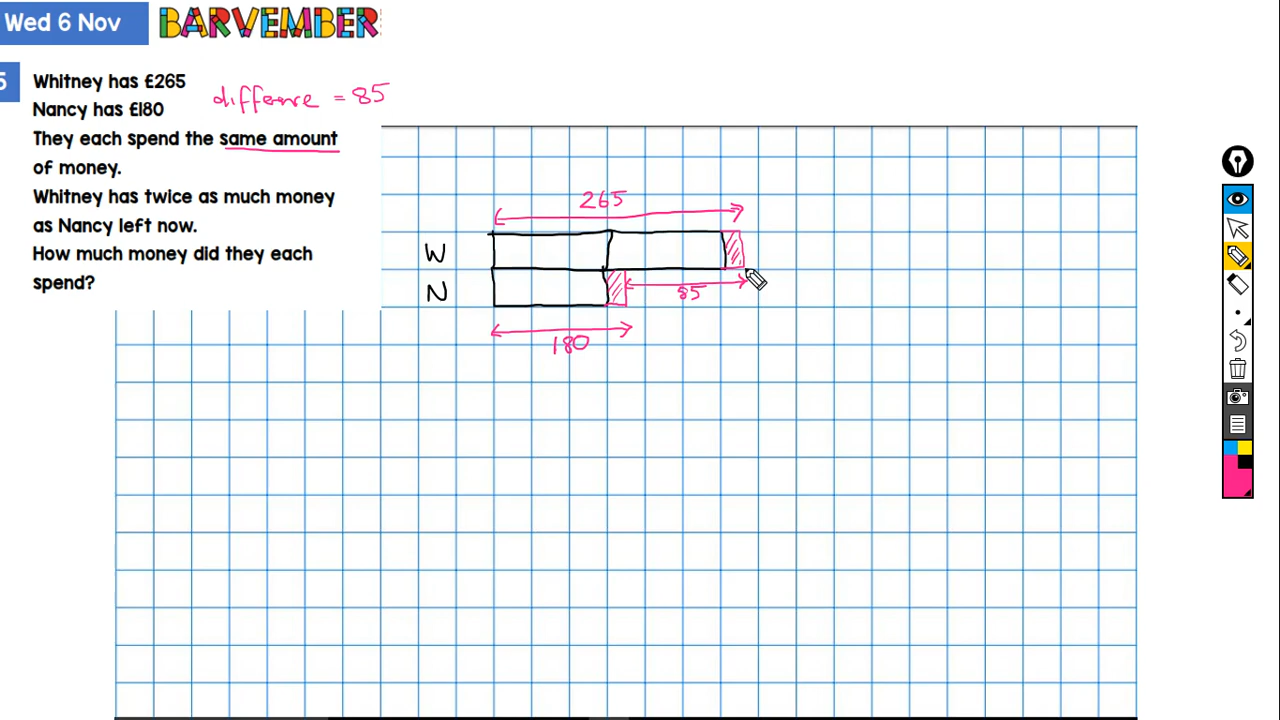 Wed 6 Nov
BARVEMBER
5
Whitney has £265
Nancy has £180
difference = 85
They each spend the same amount
of money.
Whitney has twice as much money
as Nancy left now.
How much money did they each
spend?
265
W
N
85
180